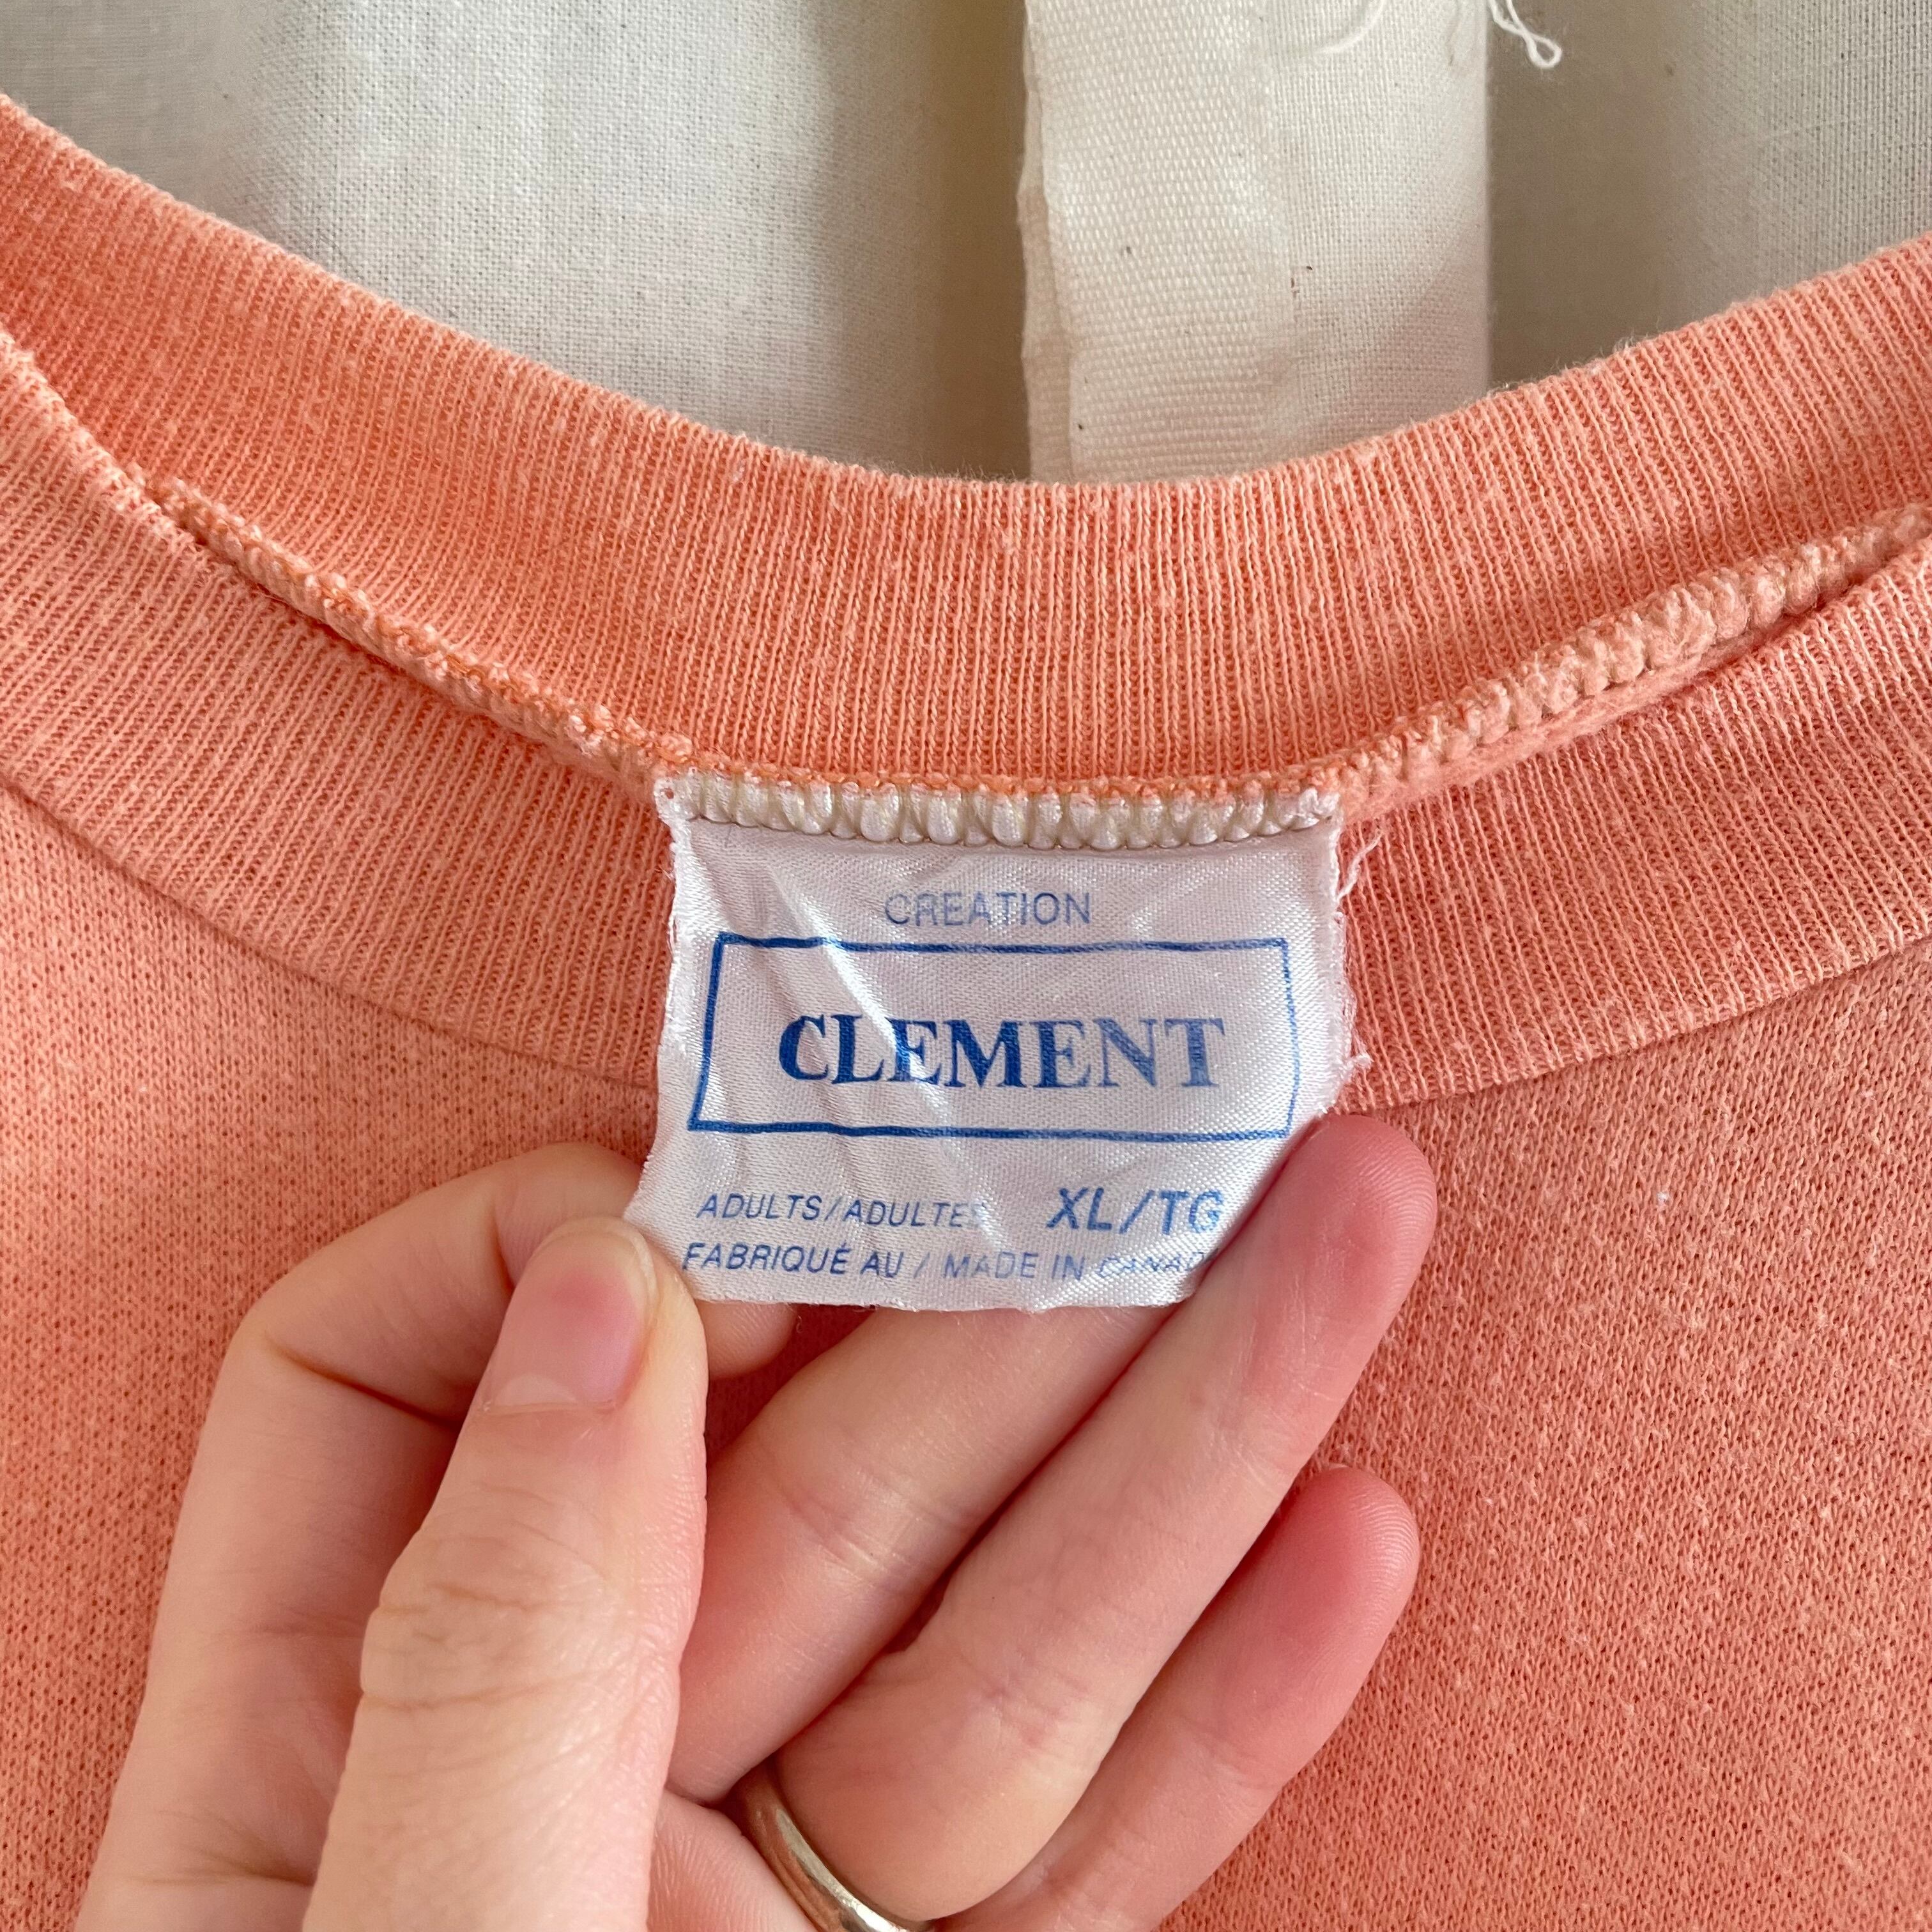 CREATION
CLEMENT
ADULTS/ADULTES XL/TG
FABRIQUÉ AU / MADE IN CANADA